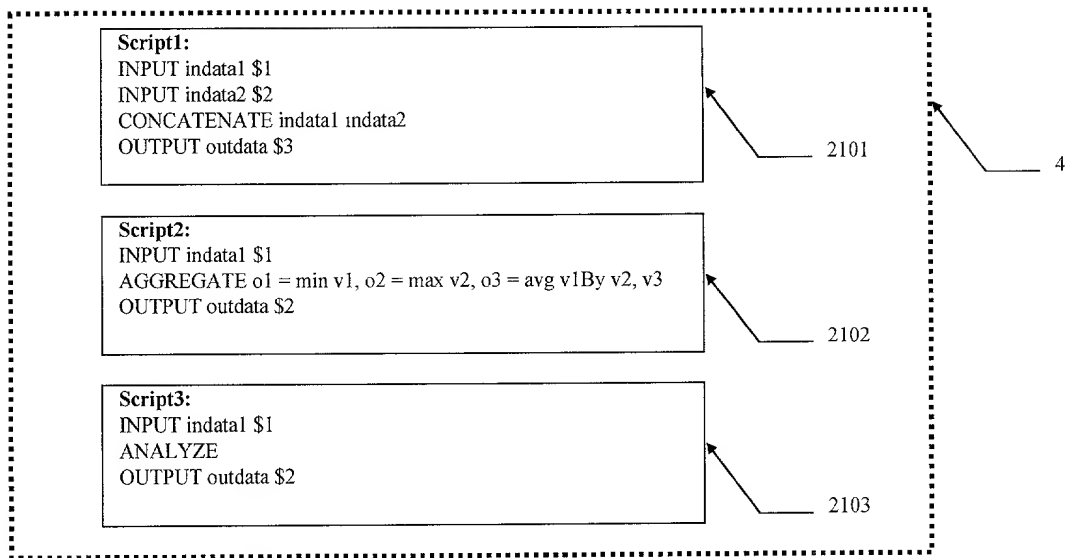 Script1:
INPUT indata1 $1
INPUT indata2 $2
CONCATENATE indata1 indata2
OUTPUT outdata $3
2101
4
Script2:
INPUT indata1 $1
AGGREGATE o1 = min v1, o2 = max v2, o3 = avg v1By v2, v3
OUTPUT outdata $2
2102
Script3:
INPUT indata1 $1
ANALYZE
OUTPUT outdata $2
2103